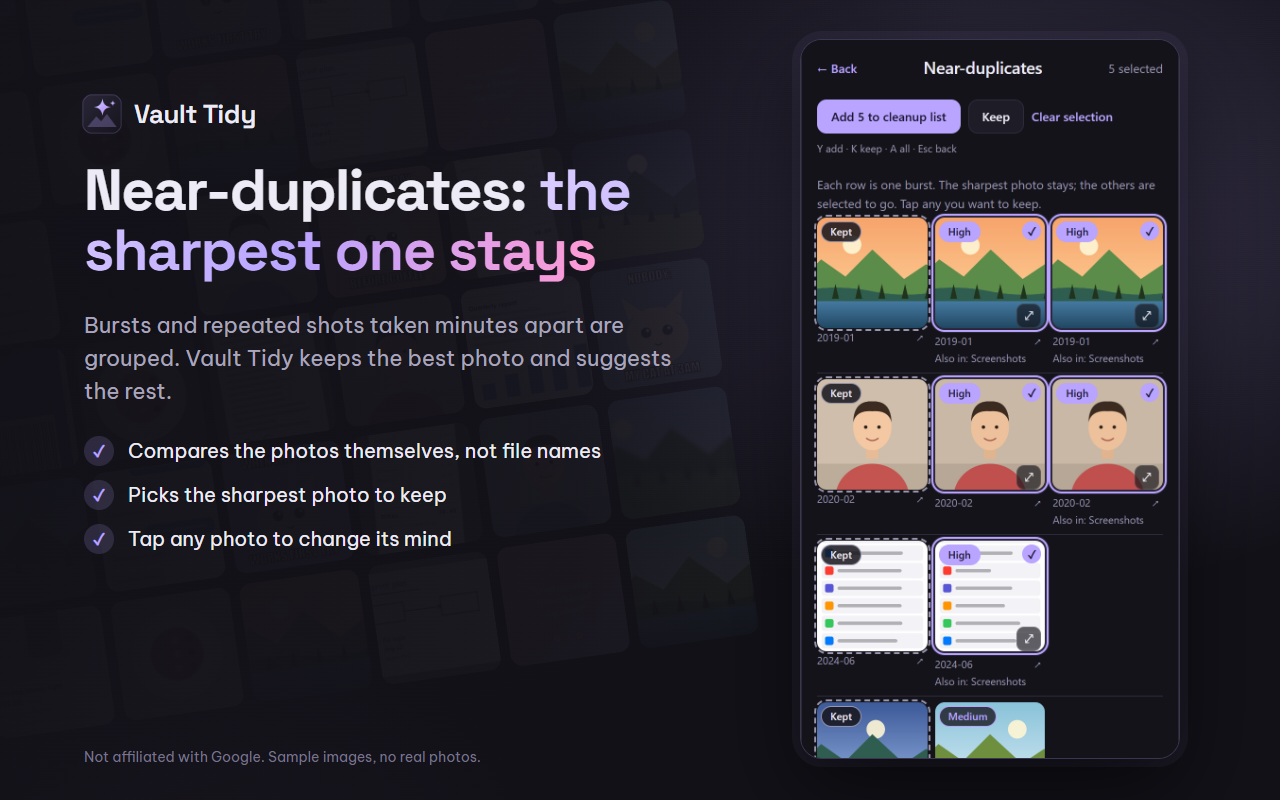 Vault Tidy
Near-duplicates: the
sharpest one stays
Bursts and repeated shots taken minutes apart are
grouped. Vault Tidy keeps the best photo and suggests
the rest.
Compares the photos themselves, not file names
Picks the sharpest photo to keep
Tap any photo to change its mind
Not affiliated with Google. Sample images, no real photos.
← Back
Near-duplicates
5 selected
Add 5 to cleanup list
Keep
Clear selection
Y add · K keep · A all · Esc back
Each row is one burst. The sharpest photo stays; the others are
selected to go. Tap any you want to keep.
Kept
High
High
2019-01
2019-01
2019-01
Also in: Screenshots
Also in: Screenshots
Kept
High
High
2020-02
2020-02
2020-02
Also in: Screenshots
Kept
High
2024-06
2024-06
Also in: Screenshots
Kept
Medium